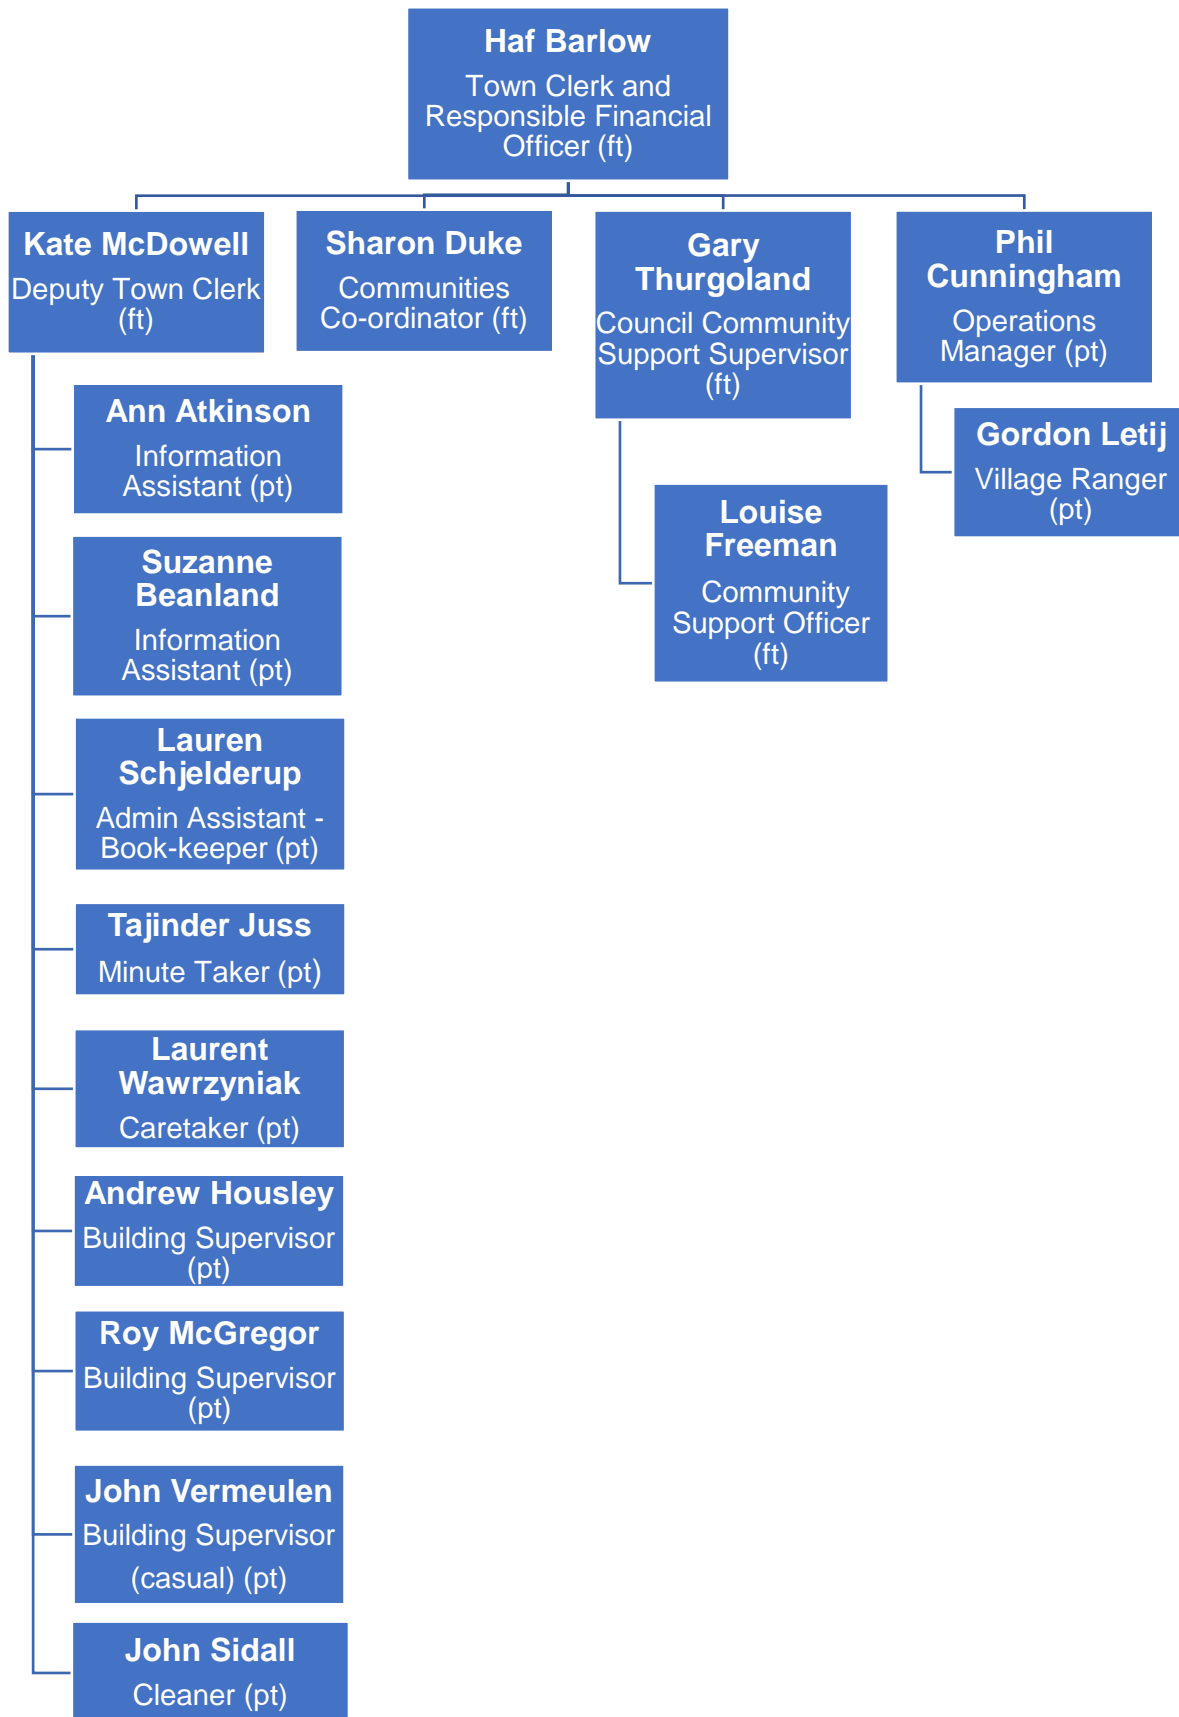 Haf Barlow
Town Clerk and
Responsible Financial
Officer (ft)
Kate McDowell
Deputy Town Clerk
(ft)
Sharon Duke
Communities
Co-ordinator (ft)
Gary
Thurgoland
Council Community
Support Supervisor
(ft)
Phil
Cunningham
Operations
Manager (pt)
Ann Atkinson
Information
Assistant (pt)
Suzanne
Beanland
Information
Assistant (pt)
Lauren
Schjelderup
Admin Assistant -
Book-keeper (pt)
Tajinder Juss
Minute Taker (pt)
Laurent
Wawrzyniak
Caretaker (pt)
Andrew Housley
Building Supervisor
(pt)
Roy McGregor
Building Supervisor
(pt)
John Vermeulen
Building Supervisor
(casual) (pt)
John Sidall
Cleaner (pt)
Louise
Freeman
Community
Support Officer
(ft)
Gordon Letij
Village Ranger
(pt)